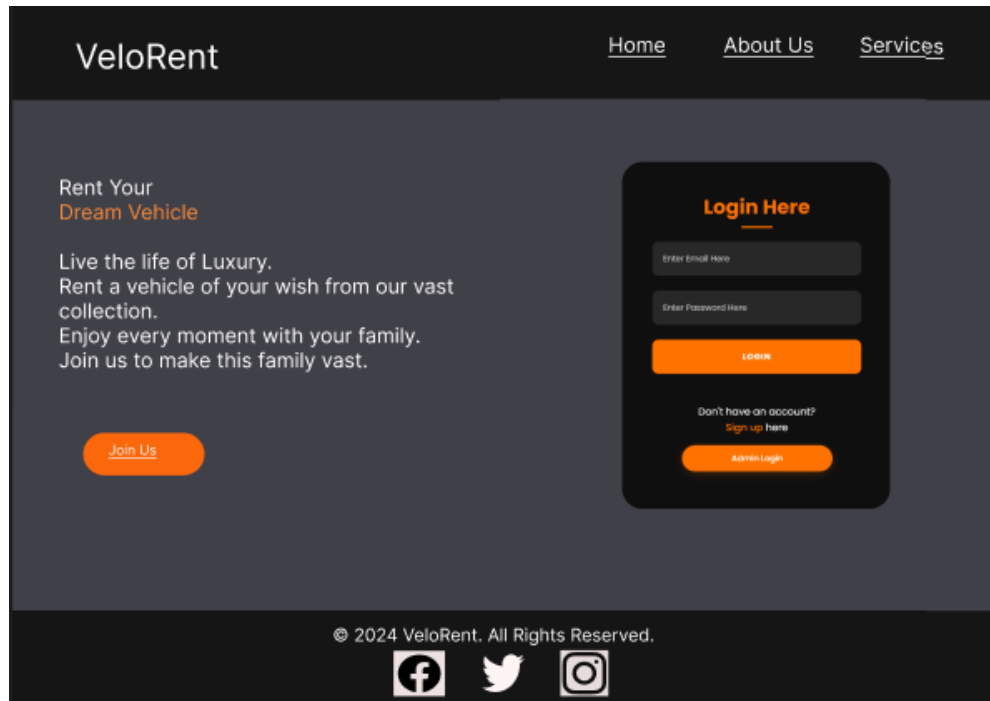 VeloRent
Home
About Us
Services
Rent Your
Dream Vehicle
Live the life of Luxury.
Rent a vehicle of your wish from our vast
collection.
Enjoy every moment with your family.
Join us to make this family vast.
Join Us
Login Here
Enter Email Here
Enter Password Here
LOGIN
Don't have an account?
Sign up here
Admin Login
© 2024 VeloRent. All Rights Reserved.